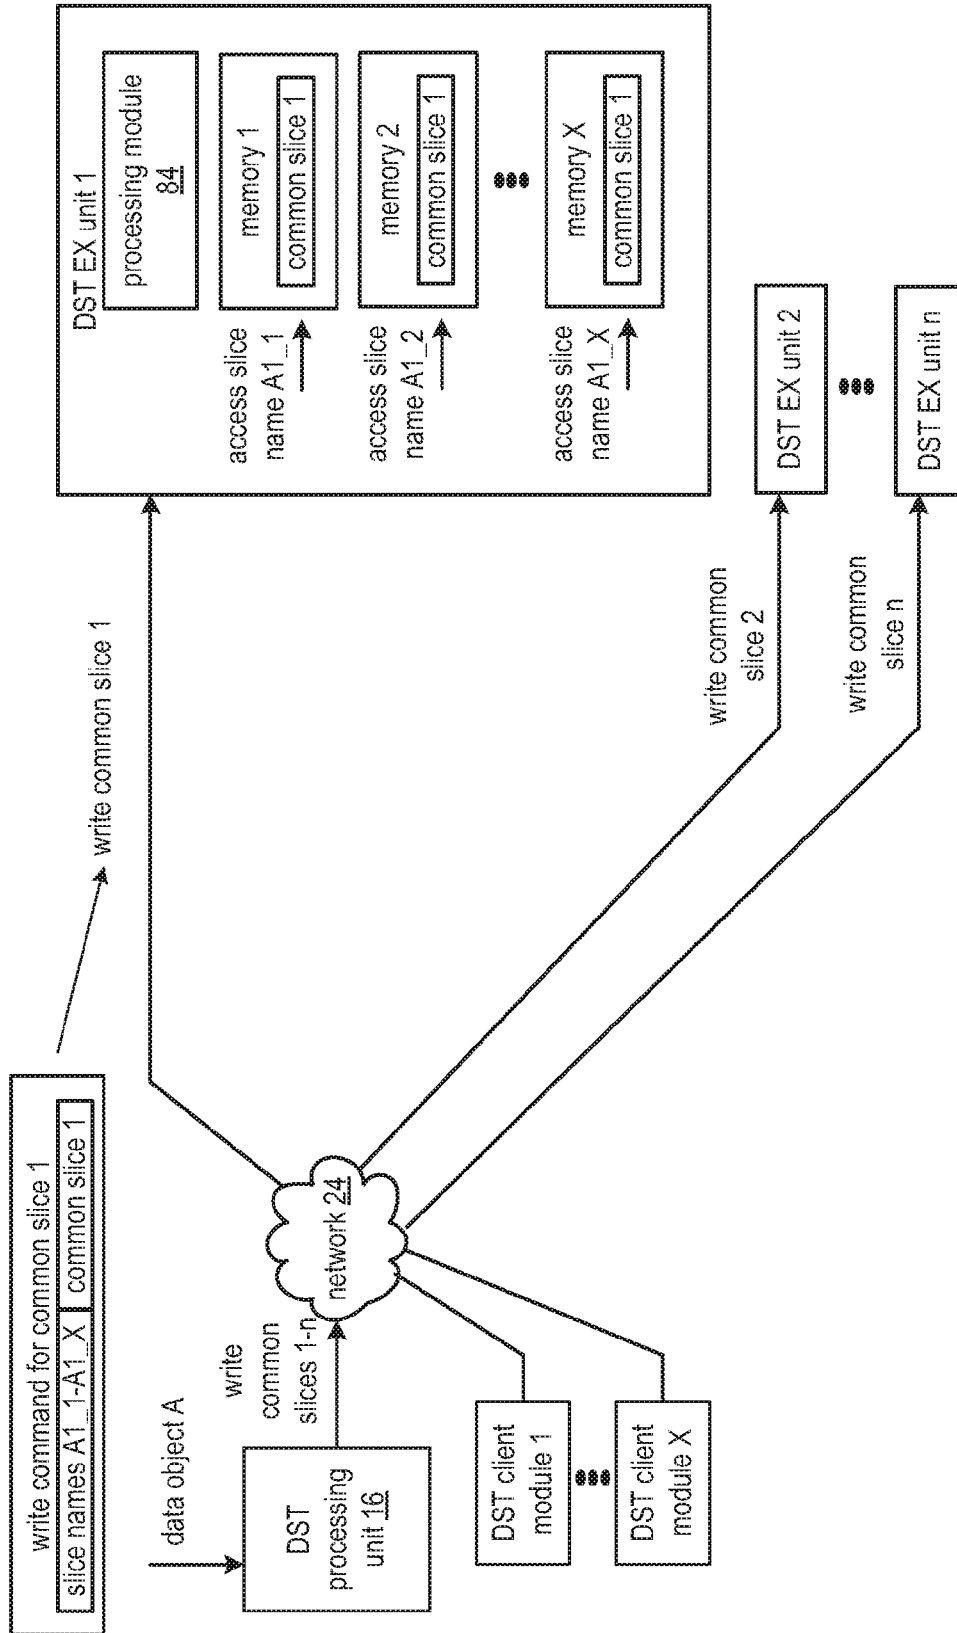 write command for common slice 1
slice names A1_1-A1_X
common slice 1
write common slice 1
data object A
DST
processing
unit 16
write
common
slices 1-n
network 24
DST client
module 1
DST client
module X
write common
slice 2
write common
slice n
DST EX unit 1
processing module
84
access slice
name A1_1
memory 1
common slice 1
access slice
name A1_2
memory 2
common slice 1
access slice
name A1_X
memory X
common slice 1
DST EX unit 2
DST EX unit n